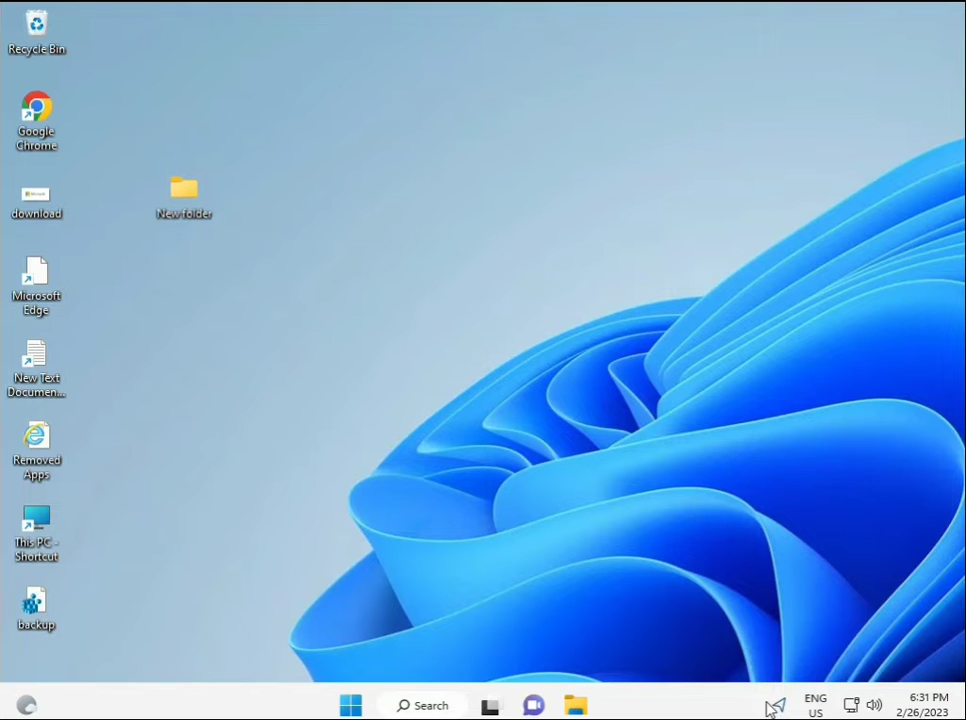 Recycle Bin
Google
Chrome
download
New folder
Microsoft
Edge
New Text
Documen...
Removed
Apps
This PC -
Shortcut
backup
Search
ENG
US
6:31 PM
2/26/2023